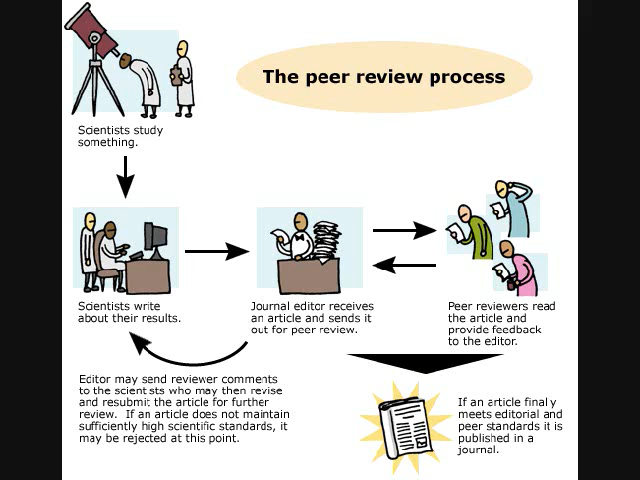 The peer review process
Scientists study
something.
Scientists write
about their results.
Journal editor receives
an article and sends it
out for peer review.
Peer reviewers read
the article and
provide feedback
to the editor.
Editor may send reviewer comments
to the scientists who may then revise
and resubmit the article for further
review. If an article does not maintain
sufficiently high scientific standards, it
may be rejected at this point.
If an article finally
meets editorial and
peer standards it is
published in a
journal.